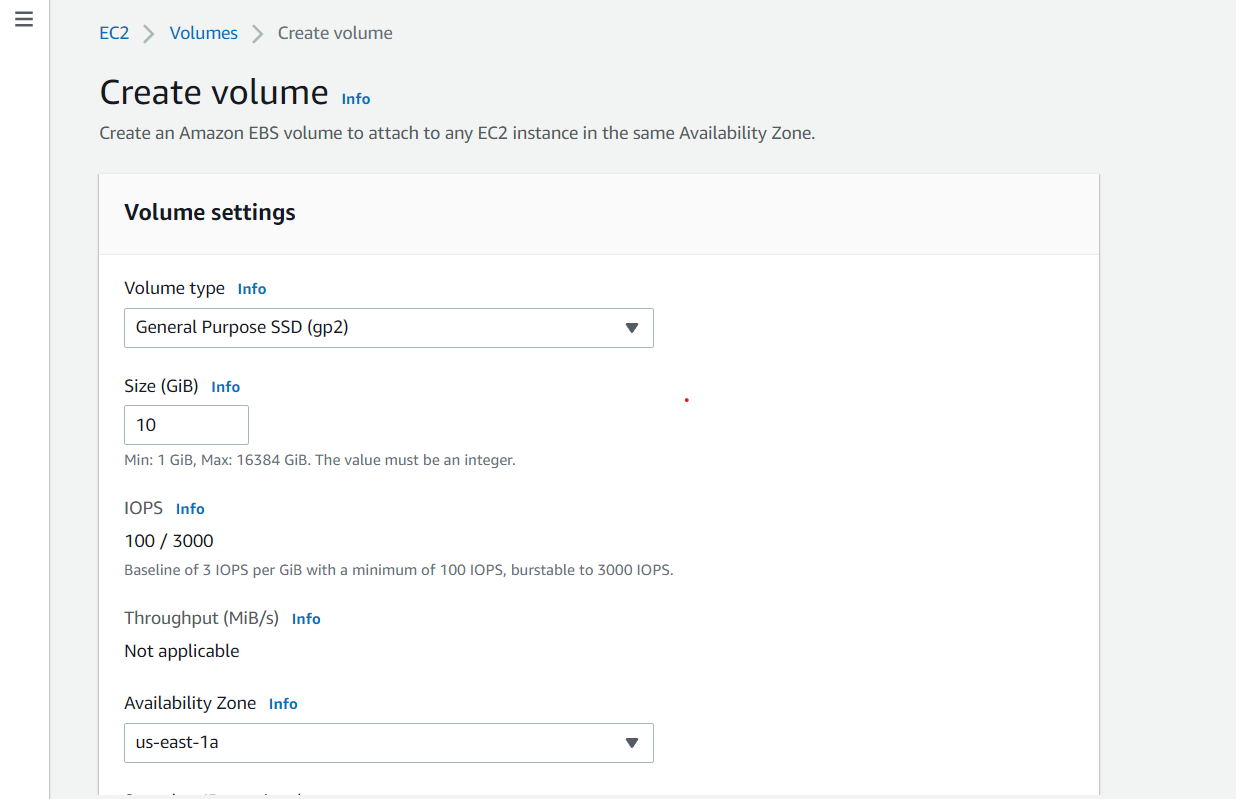 EC2 > Volumes > Create volume
Create volume Info
Create an Amazon EBS volume to attach to any EC2 instance in the same Availability Zone.
Volume settings
Volume type Info
General Purpose SSD (gp2)
Size (GiB) Info
10
Min: 1 GiB, Max: 16384 GiB. The value must be an integer.
IOPS Info
100 / 3000
Baseline of 3 IOPS per GiB with a minimum of 100 IOPS, burstable to 3000 IOPS.
Throughput (MiB/s) Info
Not applicable
Availability Zone Info
us-east-1a